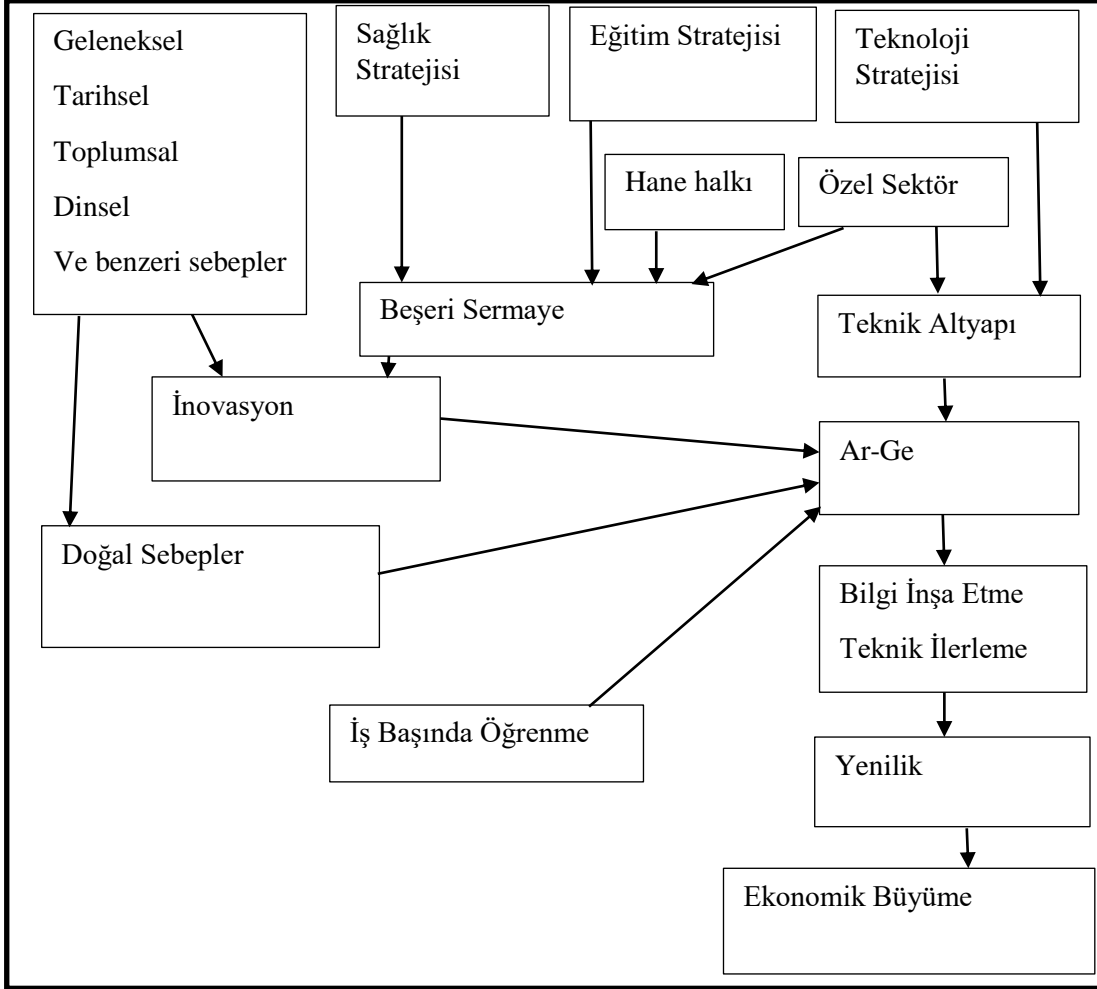 Geleneksel
Tarihsel
Toplumsal
Dinsel
Ve benzeri sebepler
Sağlık
Stratejisi
Eğitim Stratejisi
Teknoloji
Stratejisi
Hane halkı
Özel Sektör
Beşeri Sermaye
Teknik Altyapı
İnovasyon
Ar-Ge
Doğal Sebepler
Bilgi İnşa Etme
Teknik İlerleme
İş Başında Öğrenme
Yenilik
Ekonomik Büyüme